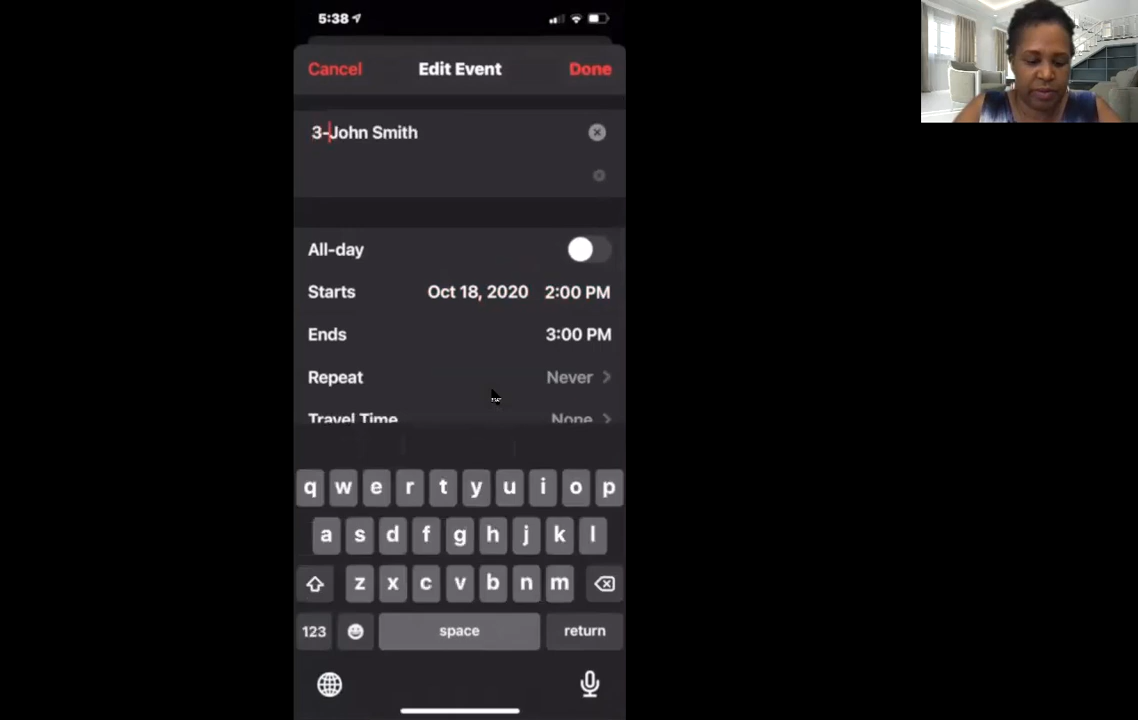 5:38
Cancel Edit Event Done
3-John Smith
All-day
Starts Oct 18, 2020 2:00 PM
Ends 3:00 PM
Repeat Never
Travel Time None
q w e r t y u i o p
a s d f g h j k l
z x c v b n m
123 space return